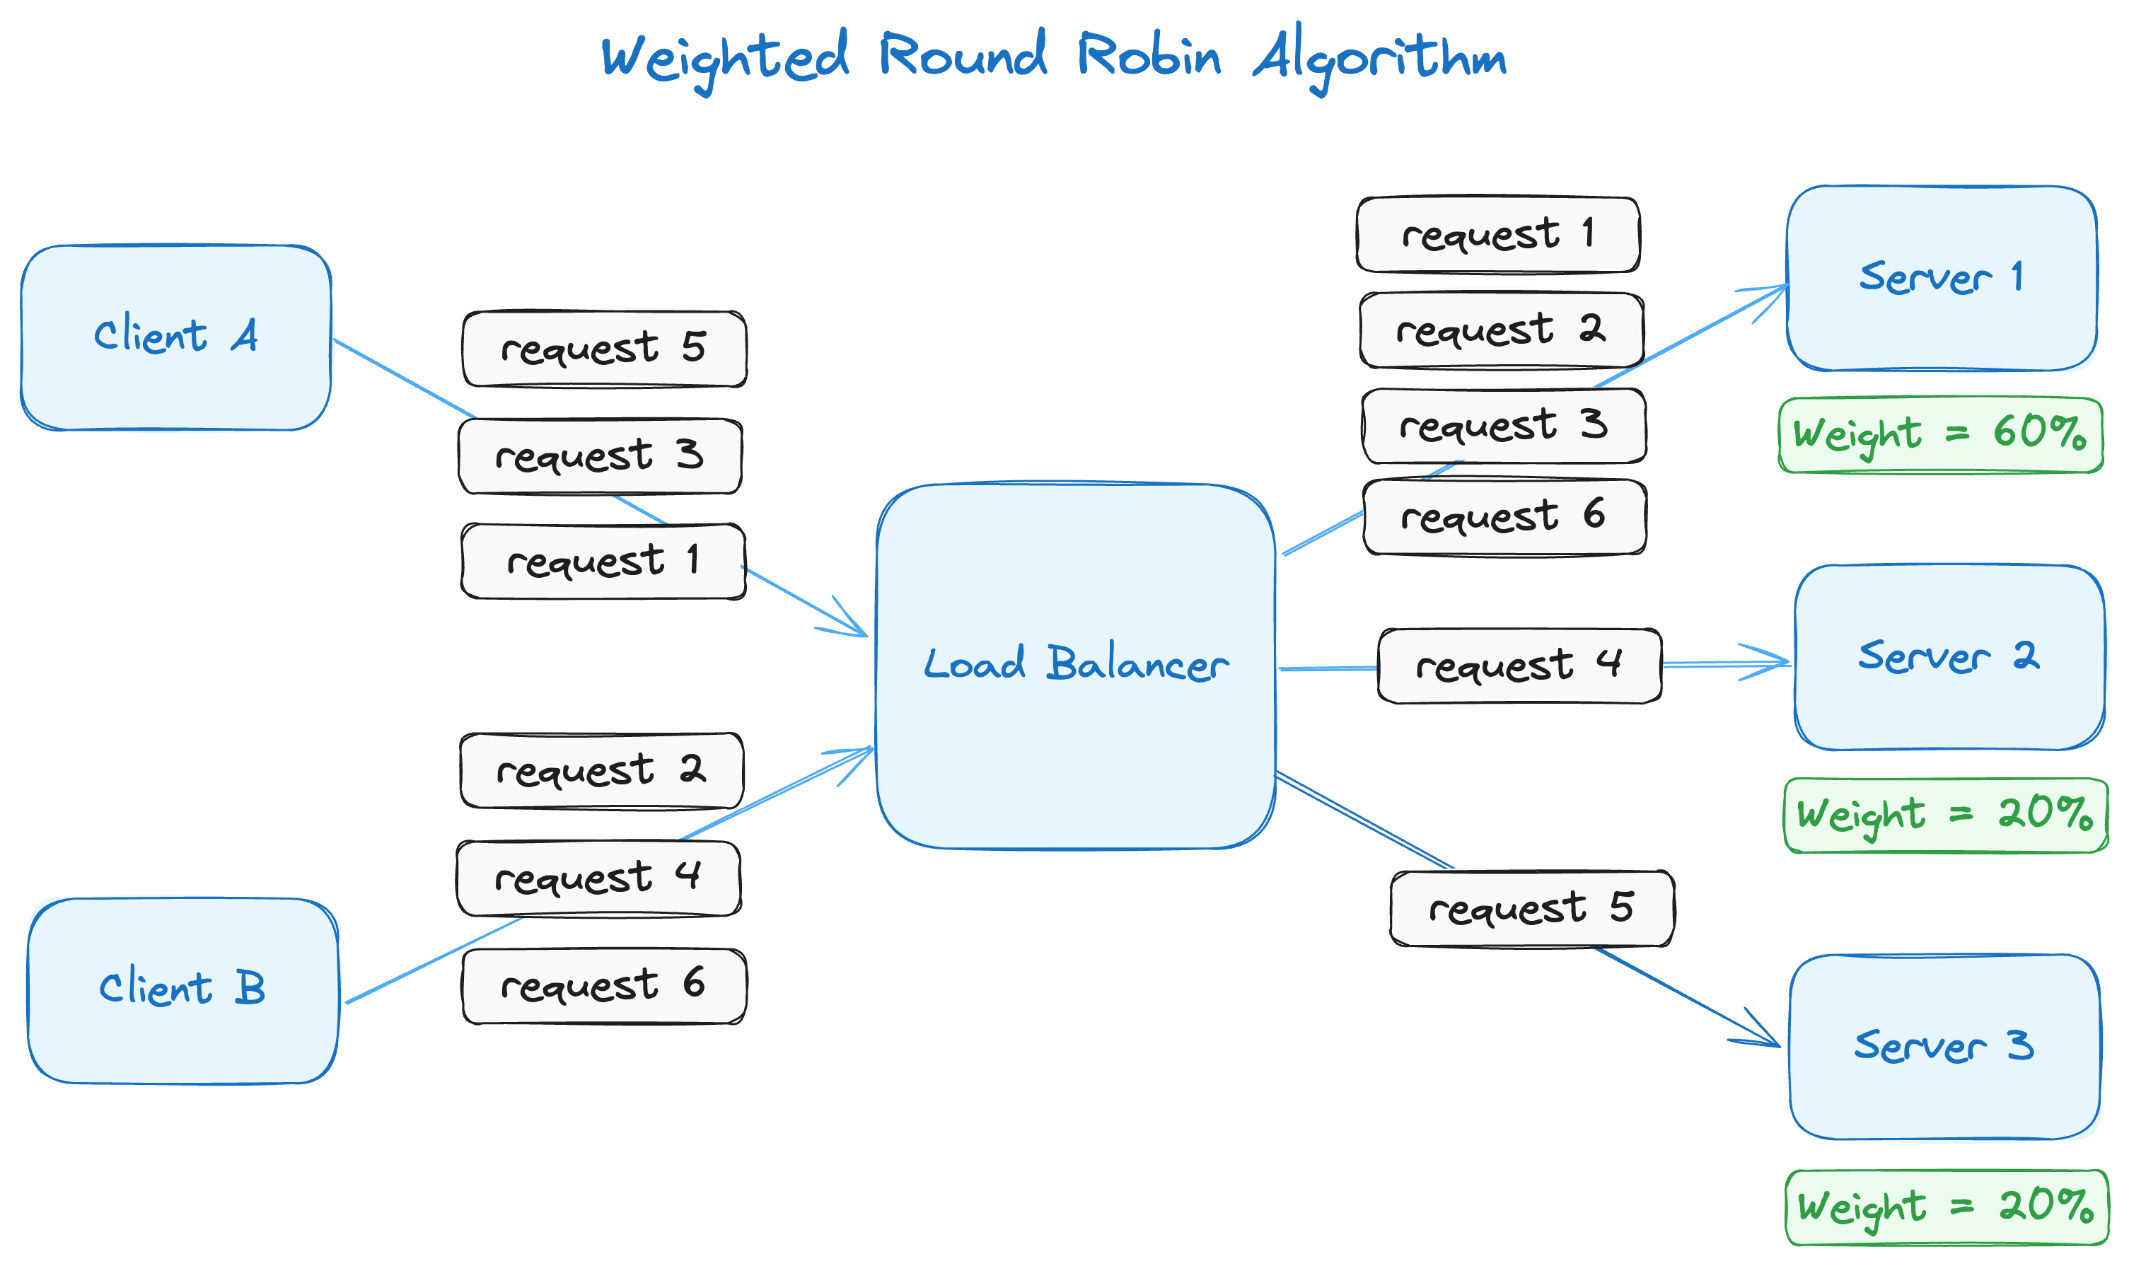 Weighted Round Robin Algorithm
Client A
request 5
request 3
request 1
Client B
request 2
request 4
request 6
Load Balancer
request 1
request 2
request 3
request 6
request 4
request 5
Server 1
Weight = 60%
Server 2
Weight = 20%
Server 3
Weight = 20%